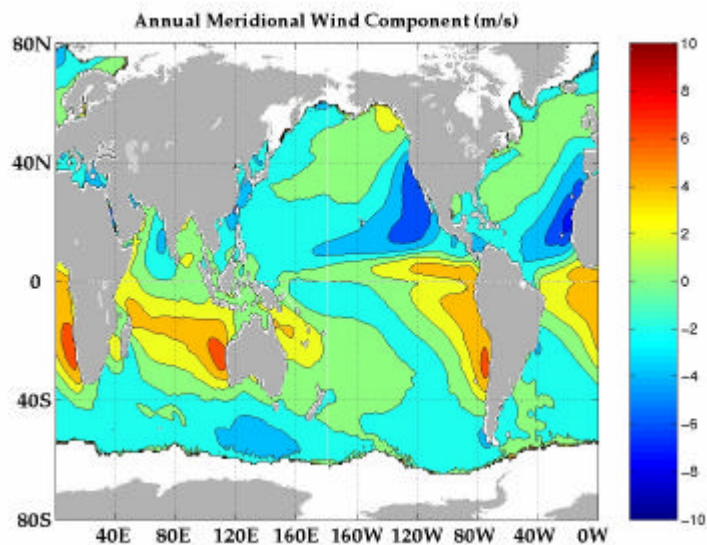 Annual Meridional Wind Component (m/s)
80N
40N
0
40S
80S
40E 80E 120E 160E 160W 120W 80W 40W 0W
10
8
6
4
2
0
−2
−4
−6
−8
−10